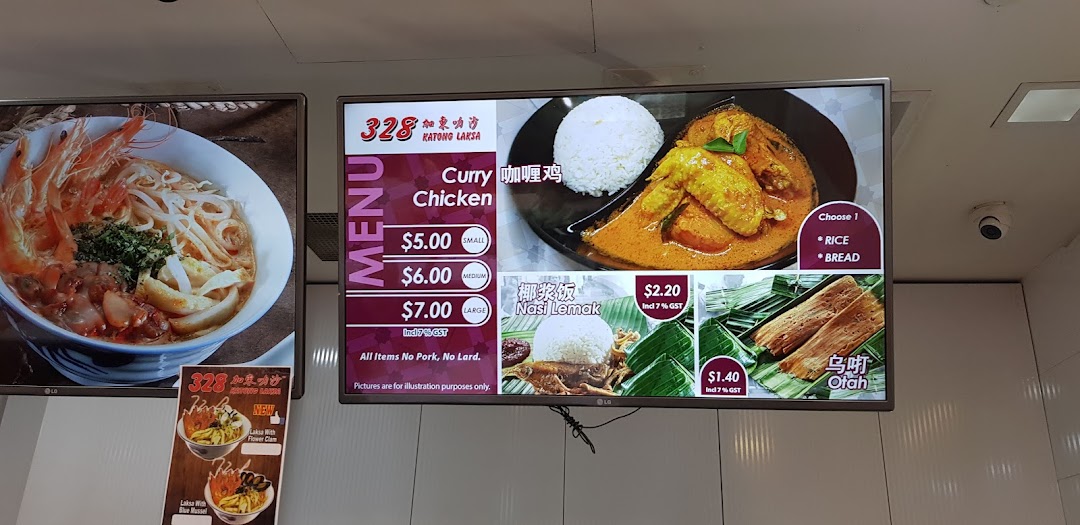 328 加東叻沙
KATONG LAKSA
MENU
Curry
Chicken
咖喱鸡
$5.00 SMALL
$6.00 MEDIUM
$7.00 LARGE
Incl 7% GST
All Items No Pork, No Lard.
Pictures are for illustration purposes only.
Choose 1
* RICE
* BREAD
椰浆饭
Nasi Lemak
$2.20
Incl 7% GST
$1.40
Incl 7% GST
乌叻
Otah
LG
LG
328 加東叻沙
KATONG LAKSA
NEW
Laksa With
Flower Clam
Laksa With
Blue Mussel